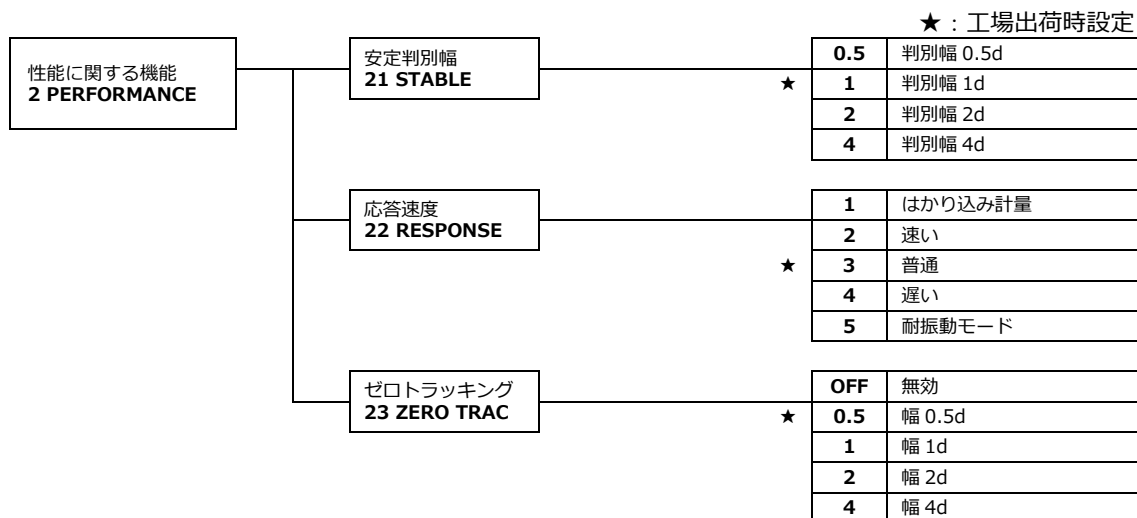 ★：工場出荷時設定
性能に関する機能
2 PERFORMANCE
安定判別幅
21 STABLE
0.5 判別幅 0.5d
★ 1 判別幅 1d
2 判別幅 2d
4 判別幅 4d
応答速度
22 RESPONSE
1 はかり込み計量
2 速い
★ 3 普通
4 遅い
5 耐振動モード
ゼロトラッキング
23 ZERO TRAC
OFF 無効
★ 0.5 幅 0.5d
1 幅 1d
2 幅 2d
4 幅 4d